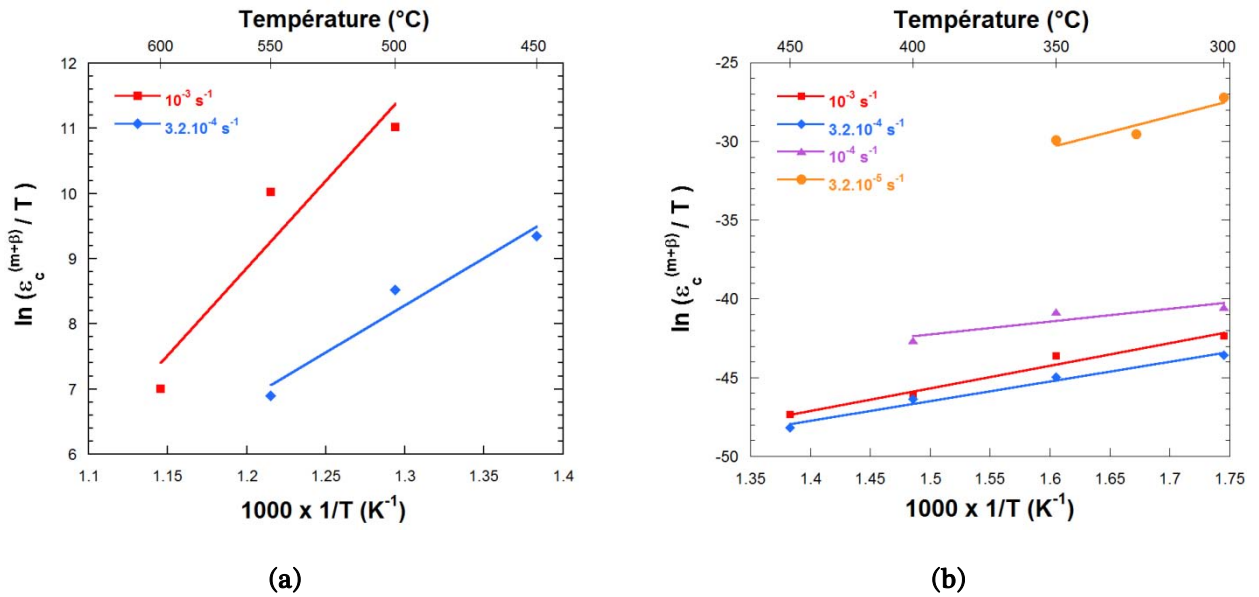 Température (°C)
600 550 500 450
12
11
10
9
8
7
6
10⁻³ s⁻¹
3.2.10⁻⁴ s⁻¹
ln (ε_c^(m+β) / T )
1.1 1.15 1.2 1.25 1.3 1.35 1.4
1000 x 1/T (K⁻¹)
(a)
Température (°C)
450 400 350 300
-25
-30
-35
-40
-45
-50
10⁻³ s⁻¹
3.2.10⁻⁴ s⁻¹
10⁻⁴ s⁻¹
3.2.10⁻⁵ s⁻¹
ln (ε_c^(m+β) / T )
1.35 1.4 1.45 1.5 1.55 1.6 1.65 1.7 1.75
1000 x 1/T (K⁻¹)
(b)